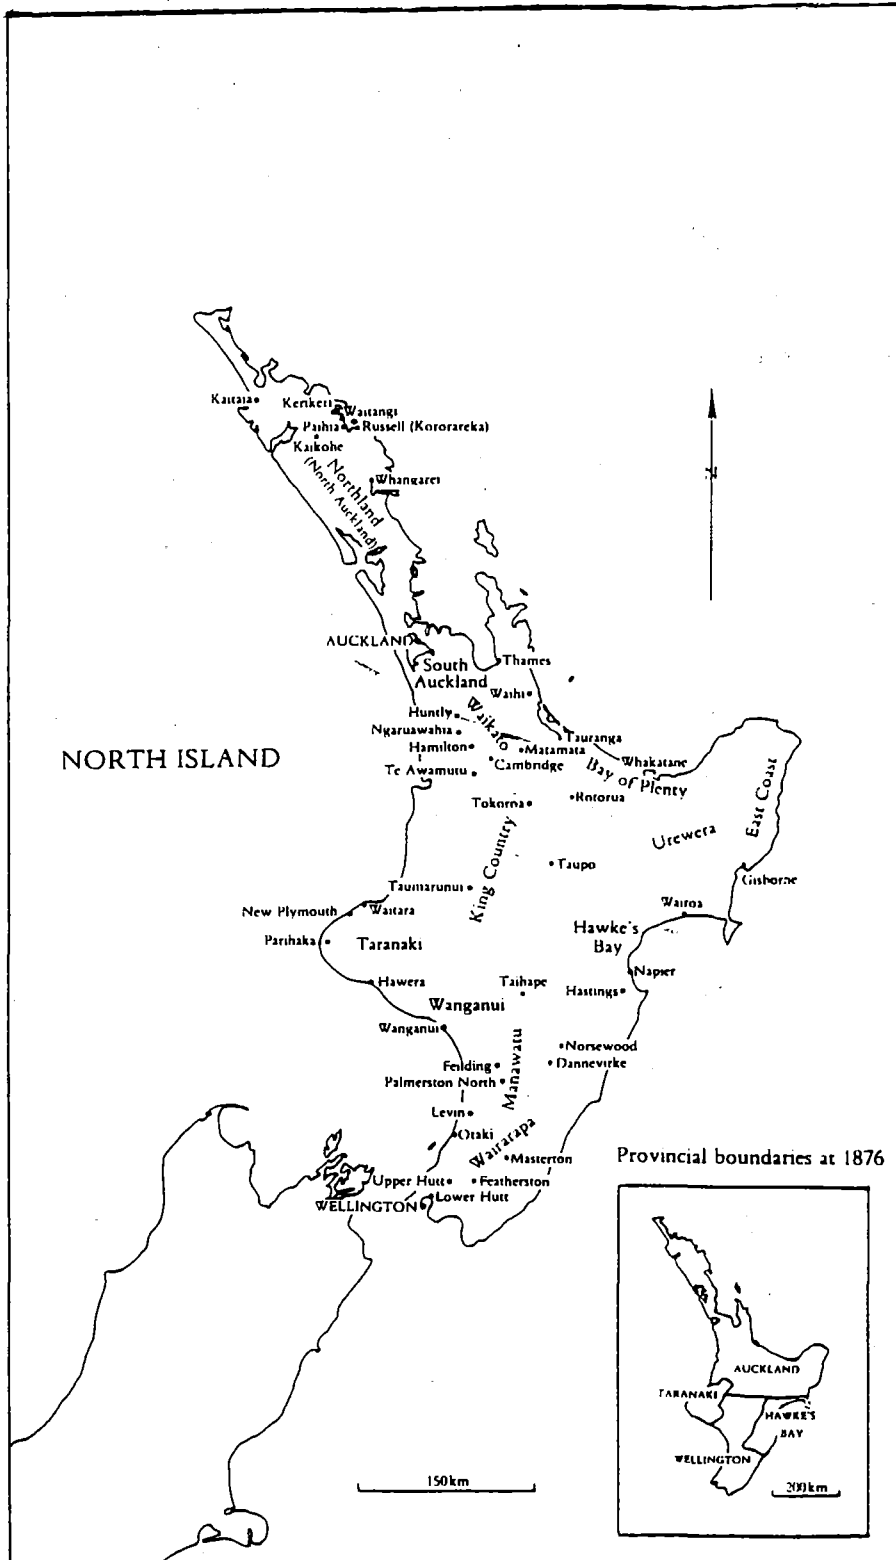 Kaitaia
Kerikeri
Waitangi
Paihia
Russell (Kororareka)
Kaikohe
Northland
(North Auckland)
Whangarei
AUCKLAND
South
Auckland
Thames
Waihi
Huntly
Waikato
Ngaruawahia
Tauranga
Hamilton
Matamata
Whakatane
NORTH ISLAND
Cambridge
Te Awamutu
Bay of Plenty
Rotorua
Tokoroa
East Coast
King Country
Urewera
Taupo
Gisborne
Taumarunui
Wairoa
Waitara
New Plymouth
Hawke's
Bay
Parihaka
Taranaki
Napier
Hawera
Taihape
Hastings
Wanganui
Wanganui
Norsewood
Manawatu
Dannevirke
Feilding
Palmerston North
Levin
Otaki
Wairarapa
Masterton
Upper Hutt
Featherston
Lower Hutt
WELLINGTON
Provincial boundaries at 1876
AUCKLAND
TARANAKI
HAWKE'S
BAY
WELLINGTON
200km
150km